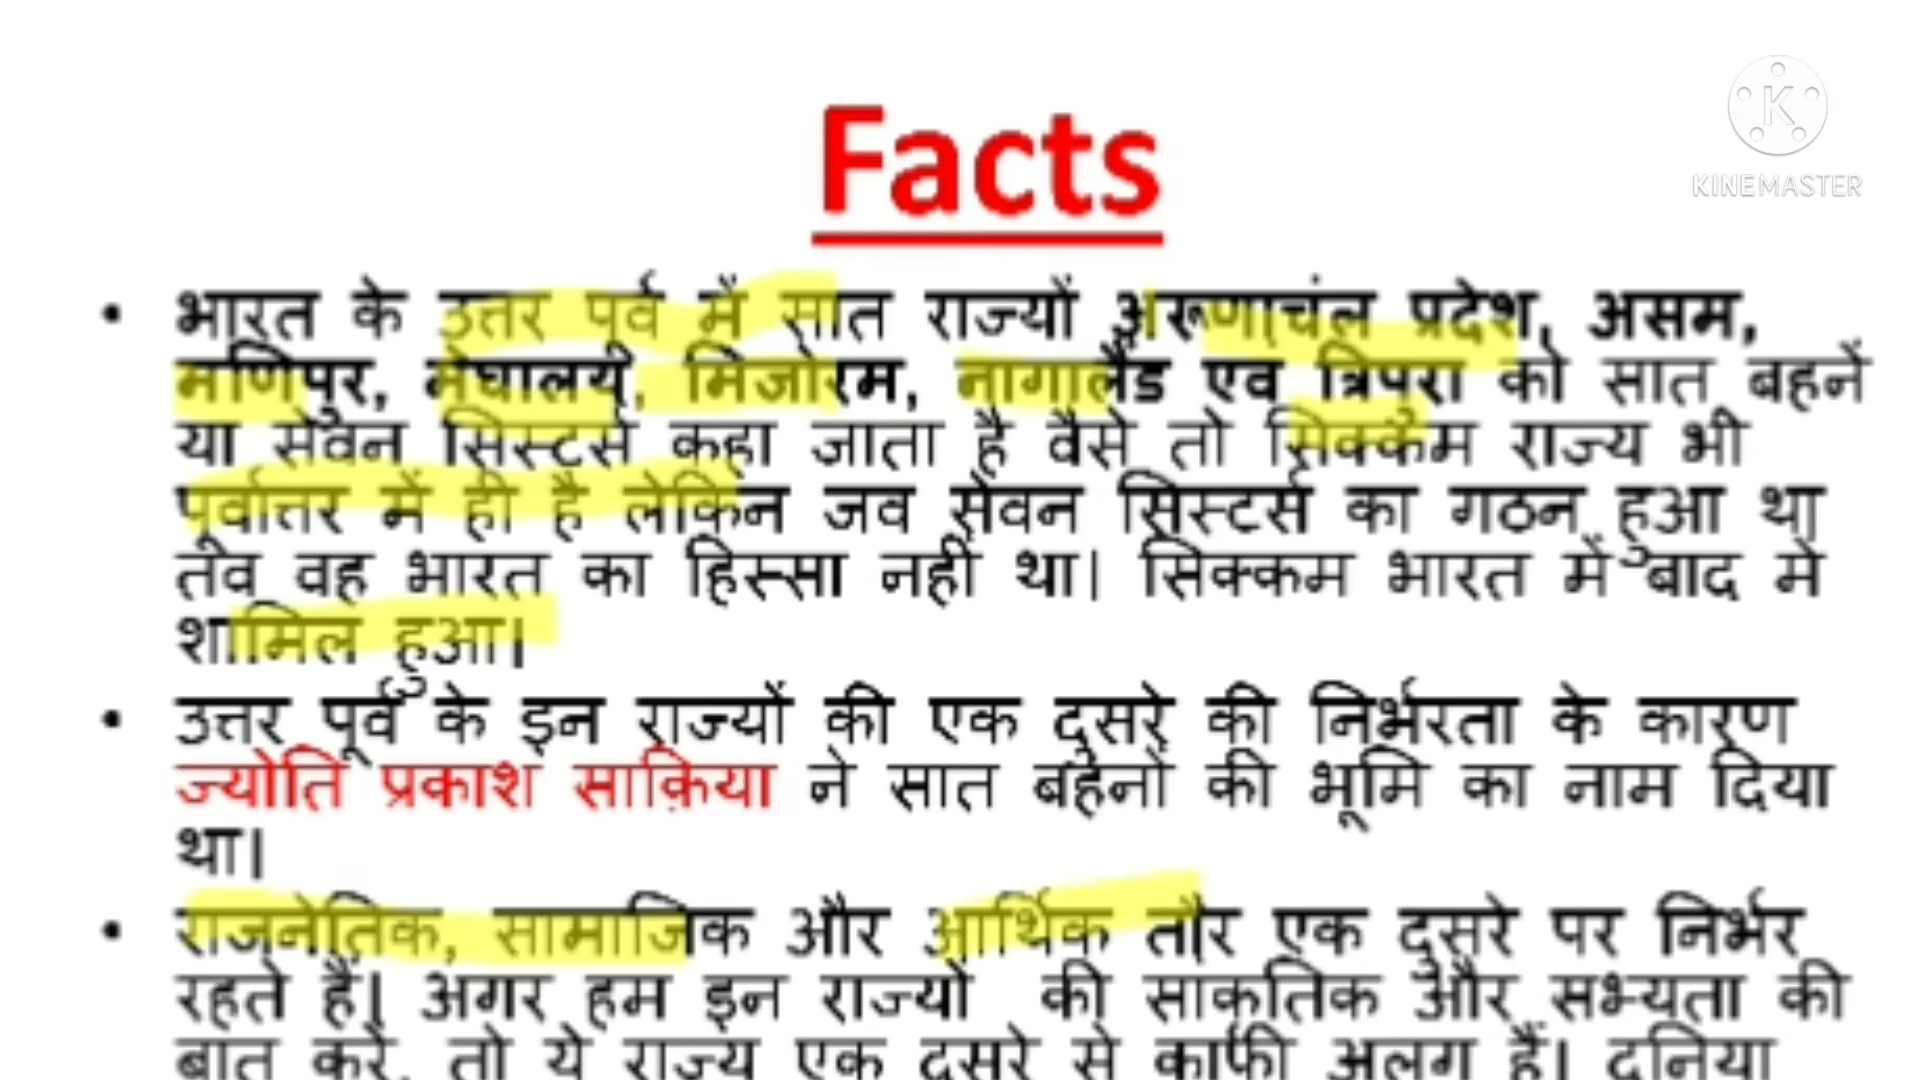 Facts
KINEMASTER
• भारत के उत्तर पूर्व में सात राज्यों अरूणाचंल प्रदेश, असम,
मणिपुर, मेघालय, मिजोरम, नागालैंड एवं त्रिपुरा को सात बहनें
या सेवन सिस्टर्स कहा जाता है वैसे तो सिक्किम राज्य भी
पूर्वोत्तर में ही है लेकिन जव सेवन सिस्टर्स का गठन हुआ था
तव वह भारत का हिस्सा नहीं था। सिक्कम भारत में बाद में
शामिल हुआ।
• उत्तर पूर्व के इन राज्यों की एक दुसरे की निर्भरता के कारण
ज्योति प्रकाश साक़िया ने सात बहनों की भूमि का नाम दिया
था।
• राजनेतिक, सामाजिक और आर्थिक तौर एक दुसरे पर निर्भर
रहते हैं। अगर हम इन राज्यों की सांकृतिक और सभ्यता की
बात करें, तो ये राज्य एक दूसरे से काफी अलग हैं। दुनिया